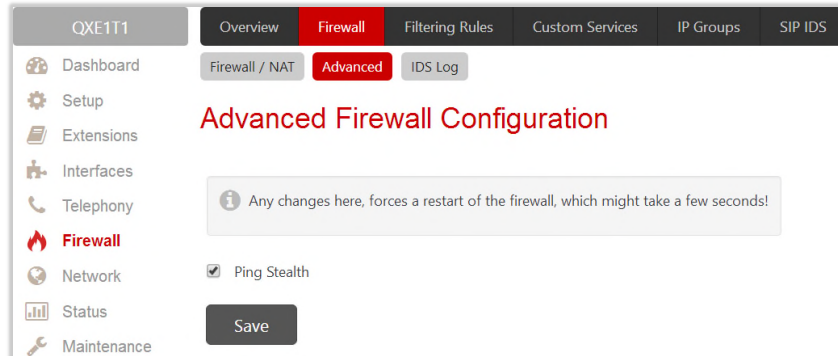 QXE1T1
Overview Firewall Filtering Rules Custom Services IP Groups SIP IDS
Dashboard
Setup
Extensions
Interfaces
Telephony
Firewall
Network
Status
Maintenance
Firewall / NAT Advanced IDS Log
Advanced Firewall Configuration
Any changes here, forces a restart of the firewall, which might take a few seconds!
Ping Stealth
Save